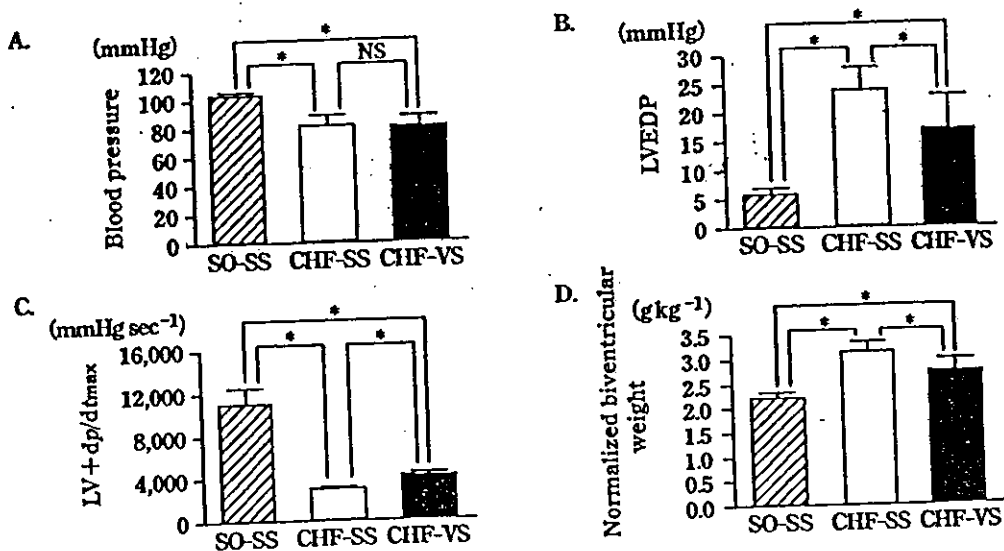 A.
(mmHg)
*
*
NS
120
100
80
60
40
20
0
Blood pressure
SO-SS CHF-SS CHF-VS
B.
(mmHg)
*
*
*
30
25
20
15
10
5
0
LVEDP
SO-SS CHF-SS CHF-VS
C.
(mmHg sec⁻¹)
*
*
*
16,000
12,000
8,000
4,000
0
LV+dp/dtmax
SO-SS CHF-SS CHF-VS
D.
(g kg⁻¹)
*
*
*
3.5
3.0
2.5
2.0
1.5
1.0
0.5
0.0
Normalized biventricular
weight
SO-SS CHF-SS CHF-VS